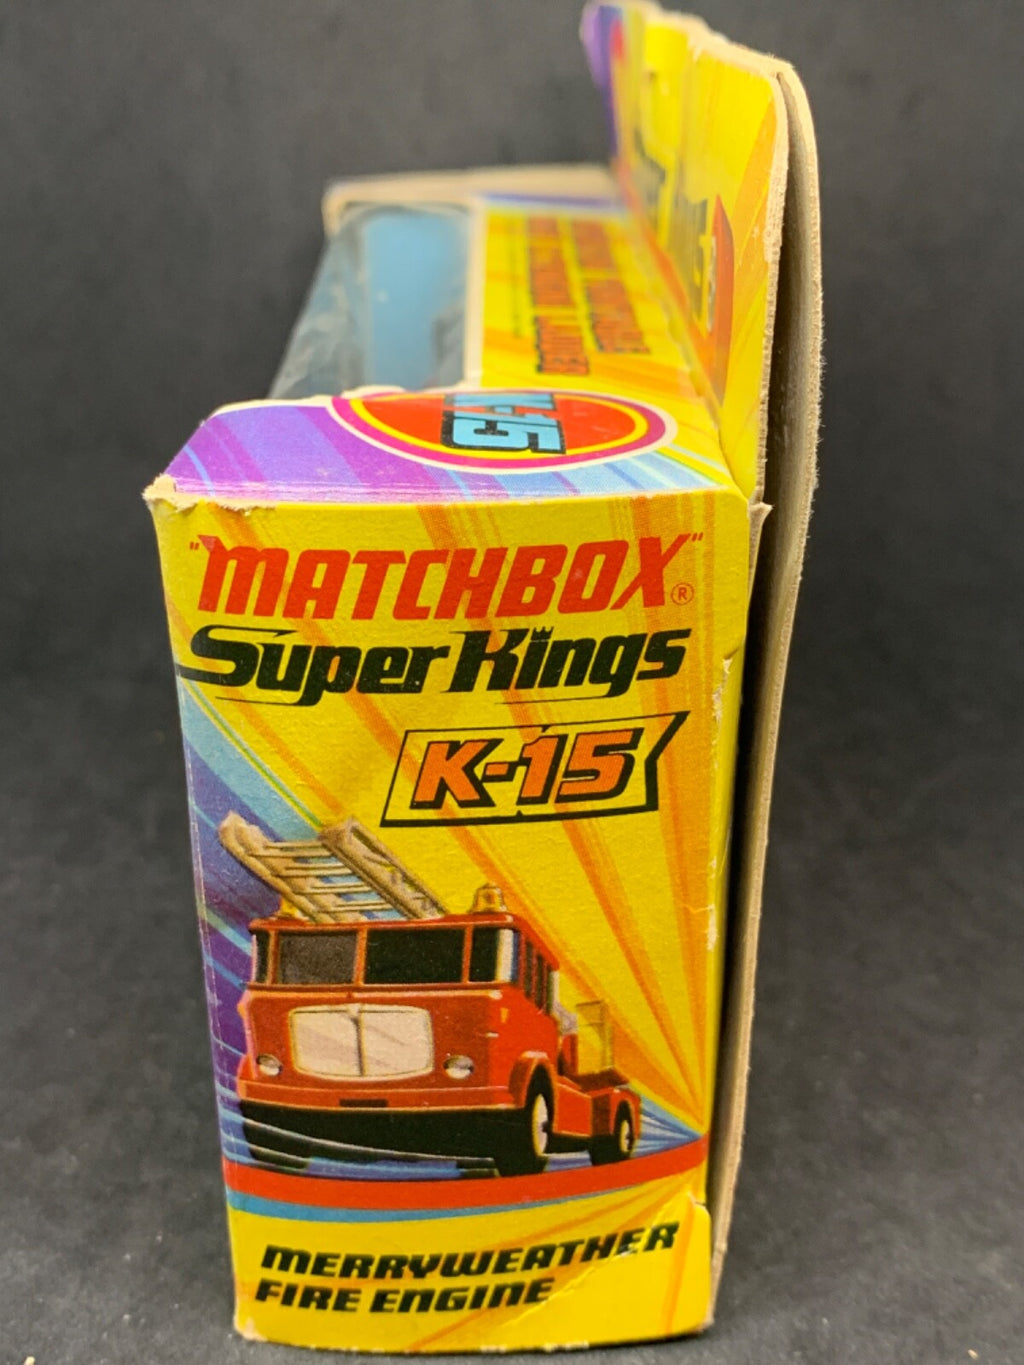 K-15
"MATCHBOX"®
Super Kings
K-15
MERRYWEATHER
FIRE ENGINE